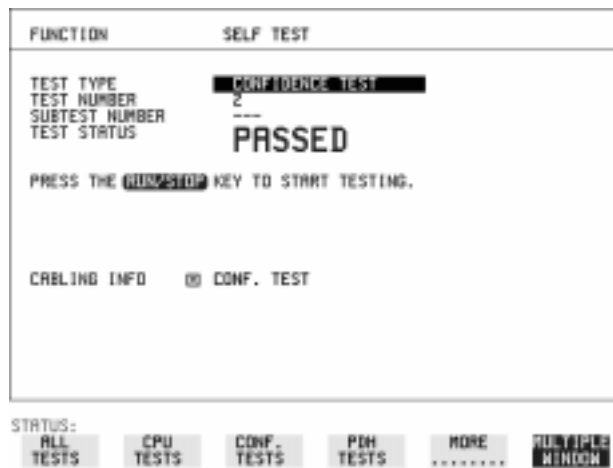 FUNCTION SELF TEST
TEST TYPE CONFIDENCE TEST
TEST NUMBER 2
SUBTEST NUMBER ---
TEST STATUS PASSED
PRESS THE RUN/STOP KEY TO START TESTING.
CABLING INFO CONF. TEST
STATUS:
ALL TESTS CPU TESTS CONF. TESTS PDH TESTS MORE ........ MULTIPLE WINDOW